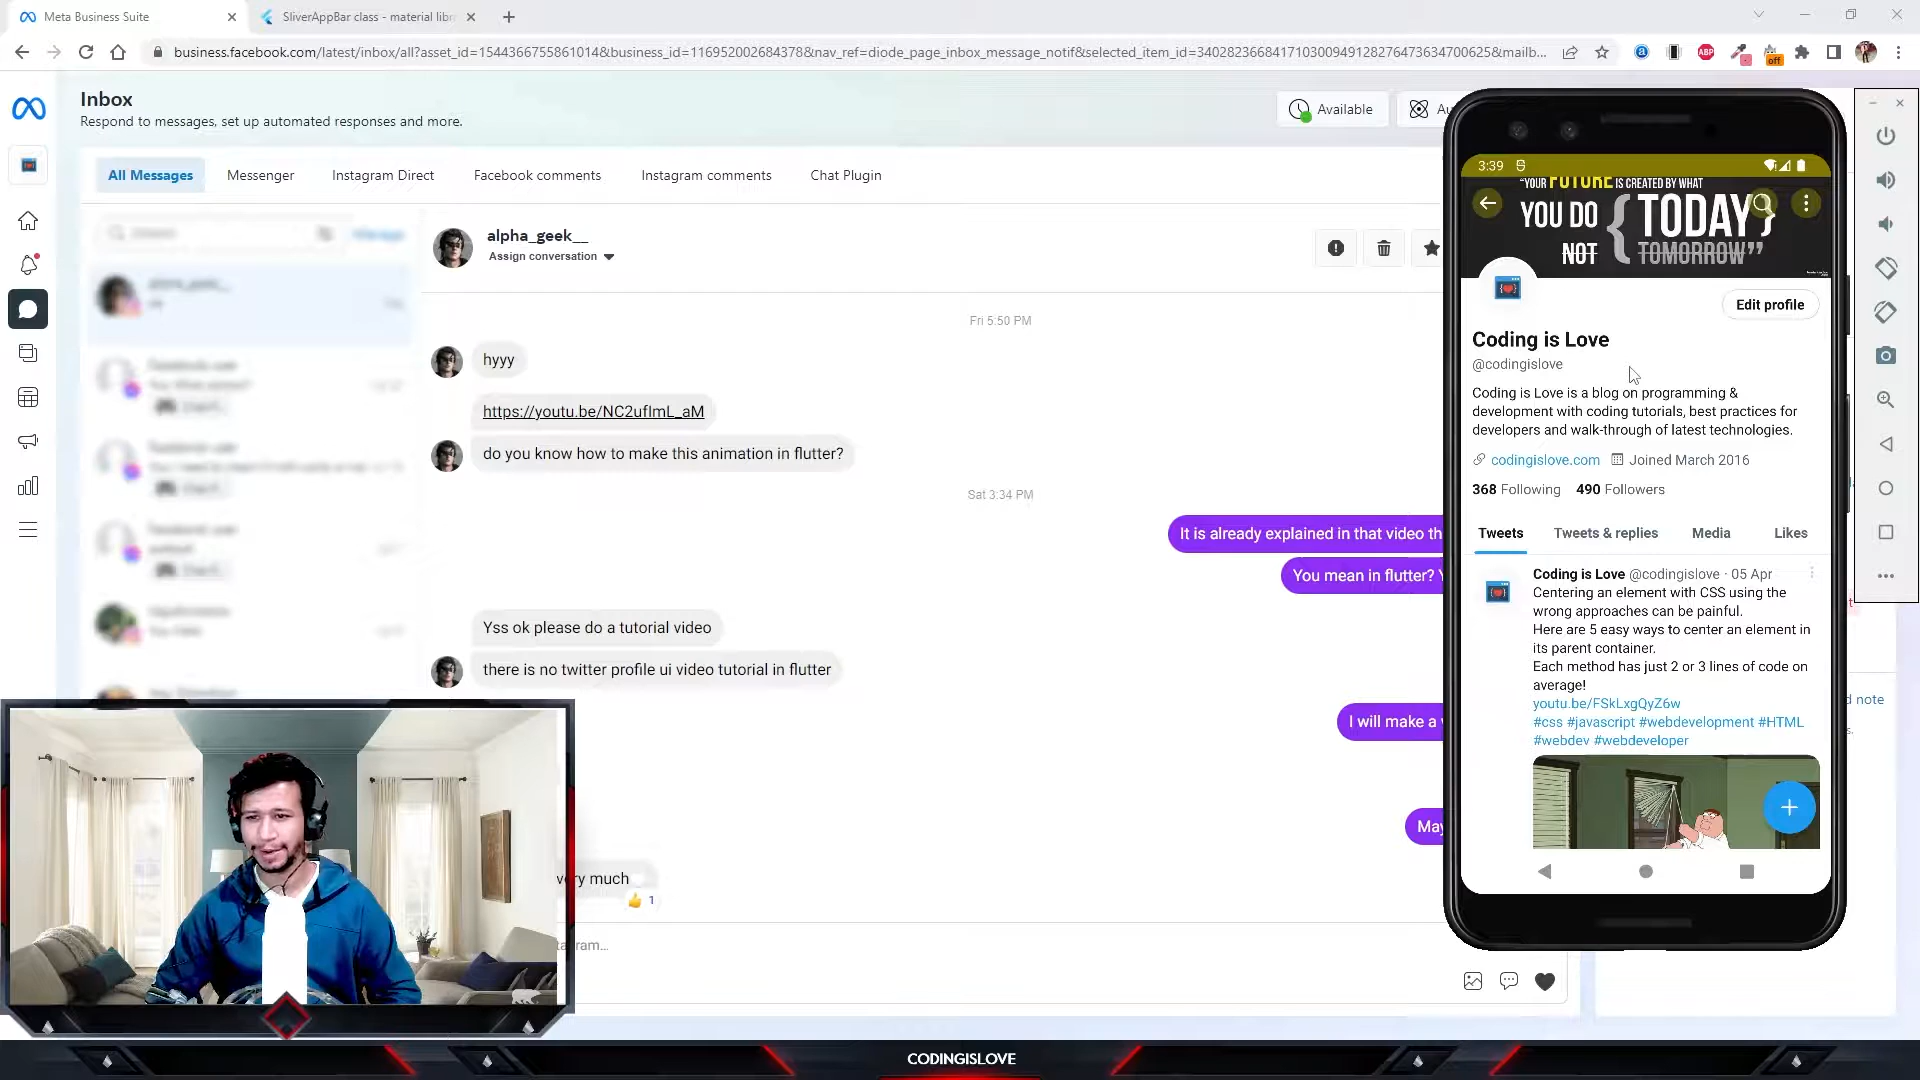 Meta Business Suite
SliverAppBar class - material libr
business.facebook.com/latest/inbox/all?asset_id=1544366755861014&business_id=1169520002684378&nav_ref=diode_page_inbox_message_notif&selected_item_id=340282366841710300949128276473634700625&mailb...
ABP
off
Inbox
Respond to messages, set up automated responses and more.
Available
Au
All Messages
Messenger
Instagram Direct
Facebook comments
Instagram comments
Chat Plugin
alpha_geek__
Assign conversation
Fri 5:50 PM
hyyy
https://youtu.be/NC2ufImL_aM
do you know how to make this animation in flutter?
Sat 3:34 PM
It is already explained in that video th
You mean in flutter? Y
Yss ok please do a tutorial video
there is no twitter profile ui video tutorial in flutter
I will make a v
May
very much
1
tagram...
d note
3:39
"YOUR FUTURE IS CREATED BY WHAT
YOU DO { TODAY }
NOT TOMORROW"
Edit profile
Coding is Love
@codingislove
Coding is Love is a blog on programming &
development with coding tutorials, best practices for
developers and walk-through of latest technologies.
codingislove.com Joined March 2016
368 Following 490 Followers
Tweets
Tweets & replies
Media
Likes
Coding is Love @codingislove · 05 Apr
Centering an element with CSS using the
wrong approaches can be painful.
Here are 5 easy ways to center an element in
its parent container.
Each method has just 2 or 3 lines of code on
average!
youtu.be/FSkLxgQyZ6w
#css #javascript #webdevelopment #HTML
#webdev #webdeveloper
CODINGISLOVE